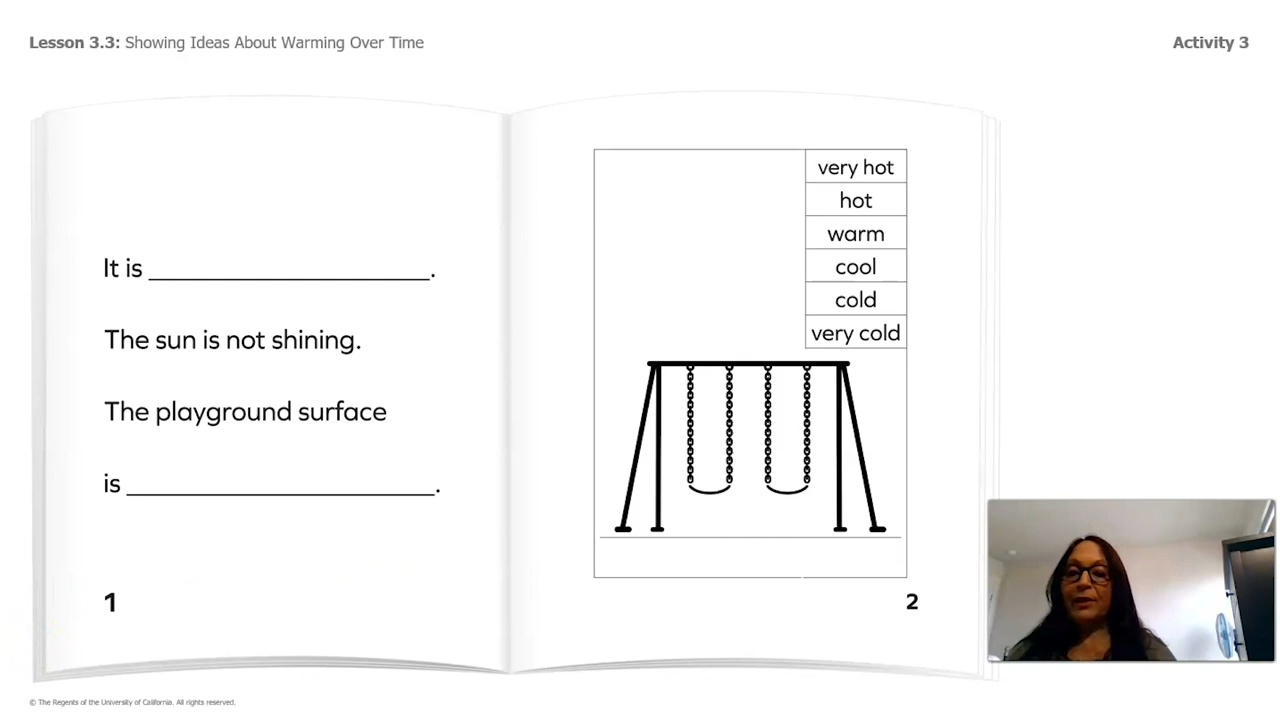 Lesson 3.3: Showing Ideas About Warming Over Time
Activity 3
It is ____________________.
The sun is not shining.
The playground surface
is ______________________.
1
very hot
hot
warm
cool
cold
very cold
2
© The Regents of the University of California. All rights reserved.